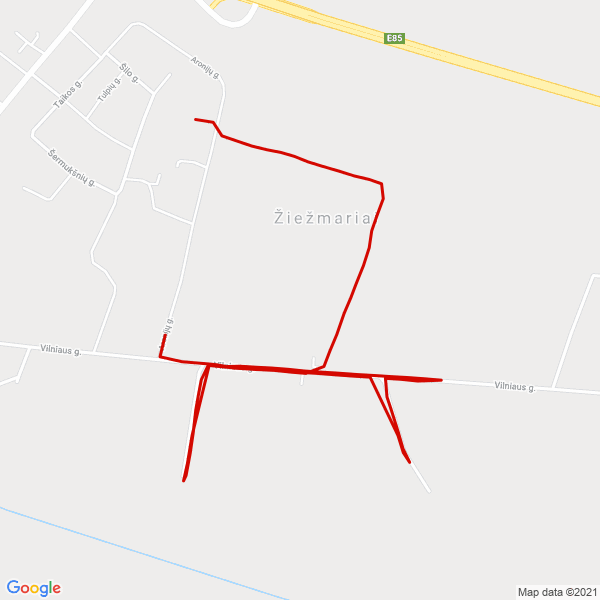 E85
Aronijų g.
Šilo g.
Taikos g.
Tulpių g.
Šermukšnių g.
Žiežmariai
Vilniaus g.
Vilniaus g.
Google
Map data ©2021